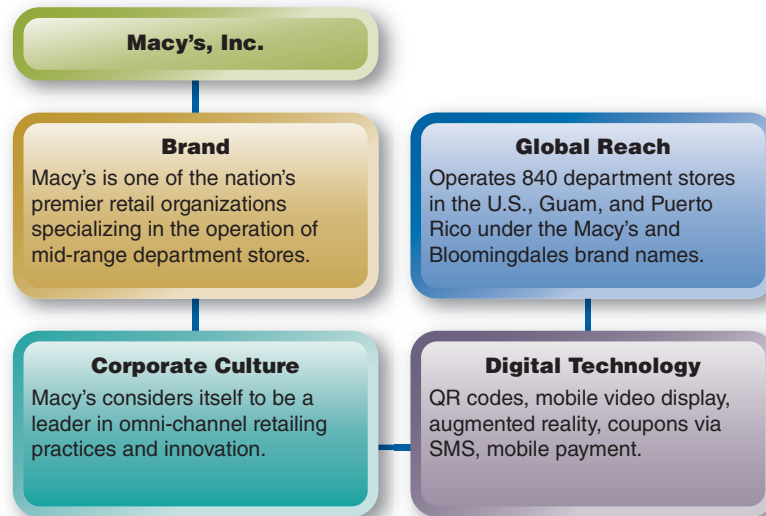 Macy's, Inc.
Brand
Macy's is one of the nation's
premier retail organizations
specializing in the operation of
mid-range department stores.
Global Reach
Operates 840 department stores
in the U.S., Guam, and Puerto
Rico under the Macy's and
Bloomingdales brand names.
Corporate Culture
Macy's considers itself to be a
leader in omni-channel retailing
practices and innovation.
Digital Technology
QR codes, mobile video display,
augmented reality, coupons via
SMS, mobile payment.